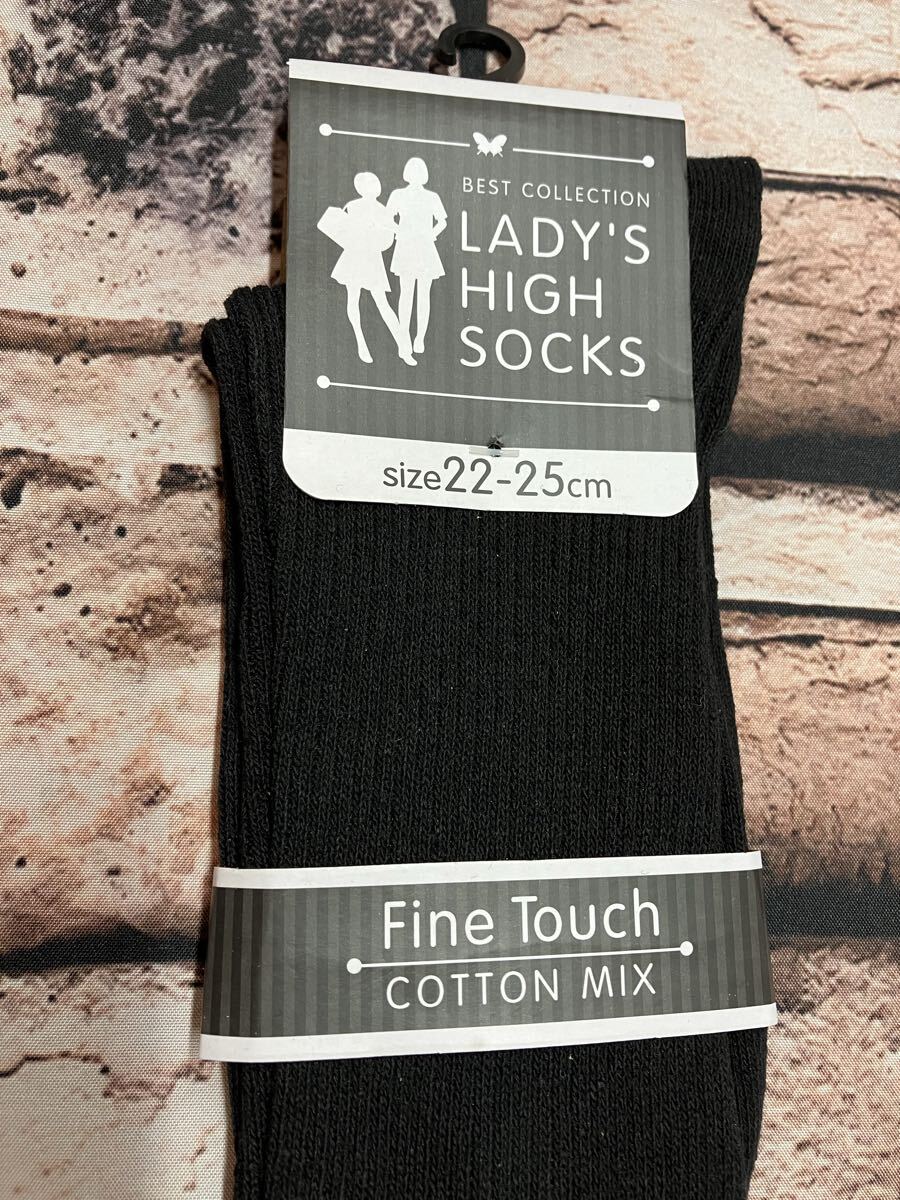 BEST COLLECTION
LADY'S
HIGH
SOCKS
size22-25cm
Fine Touch
COTTON MIX